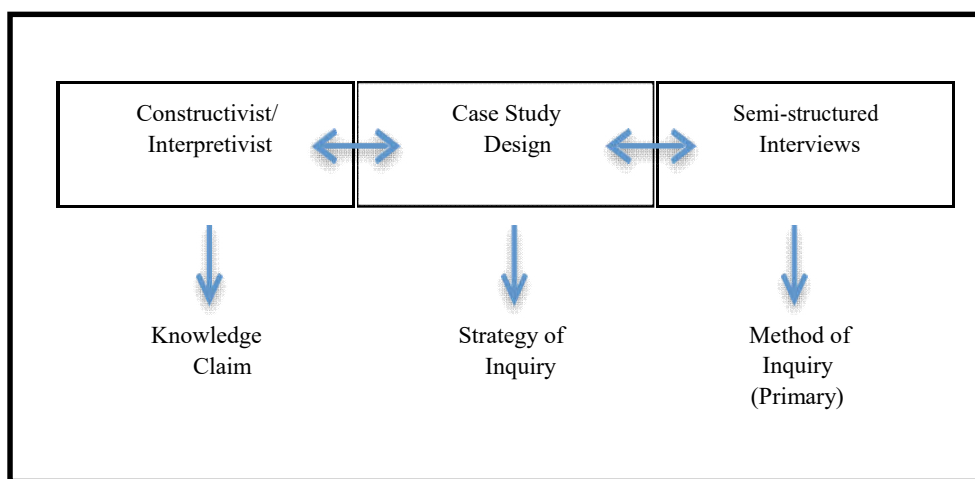 Constructivist/
Interpretivist
Case Study
Design
Semi-structured
Interviews
Knowledge
Claim
Strategy of
Inquiry
Method of
Inquiry
(Primary)